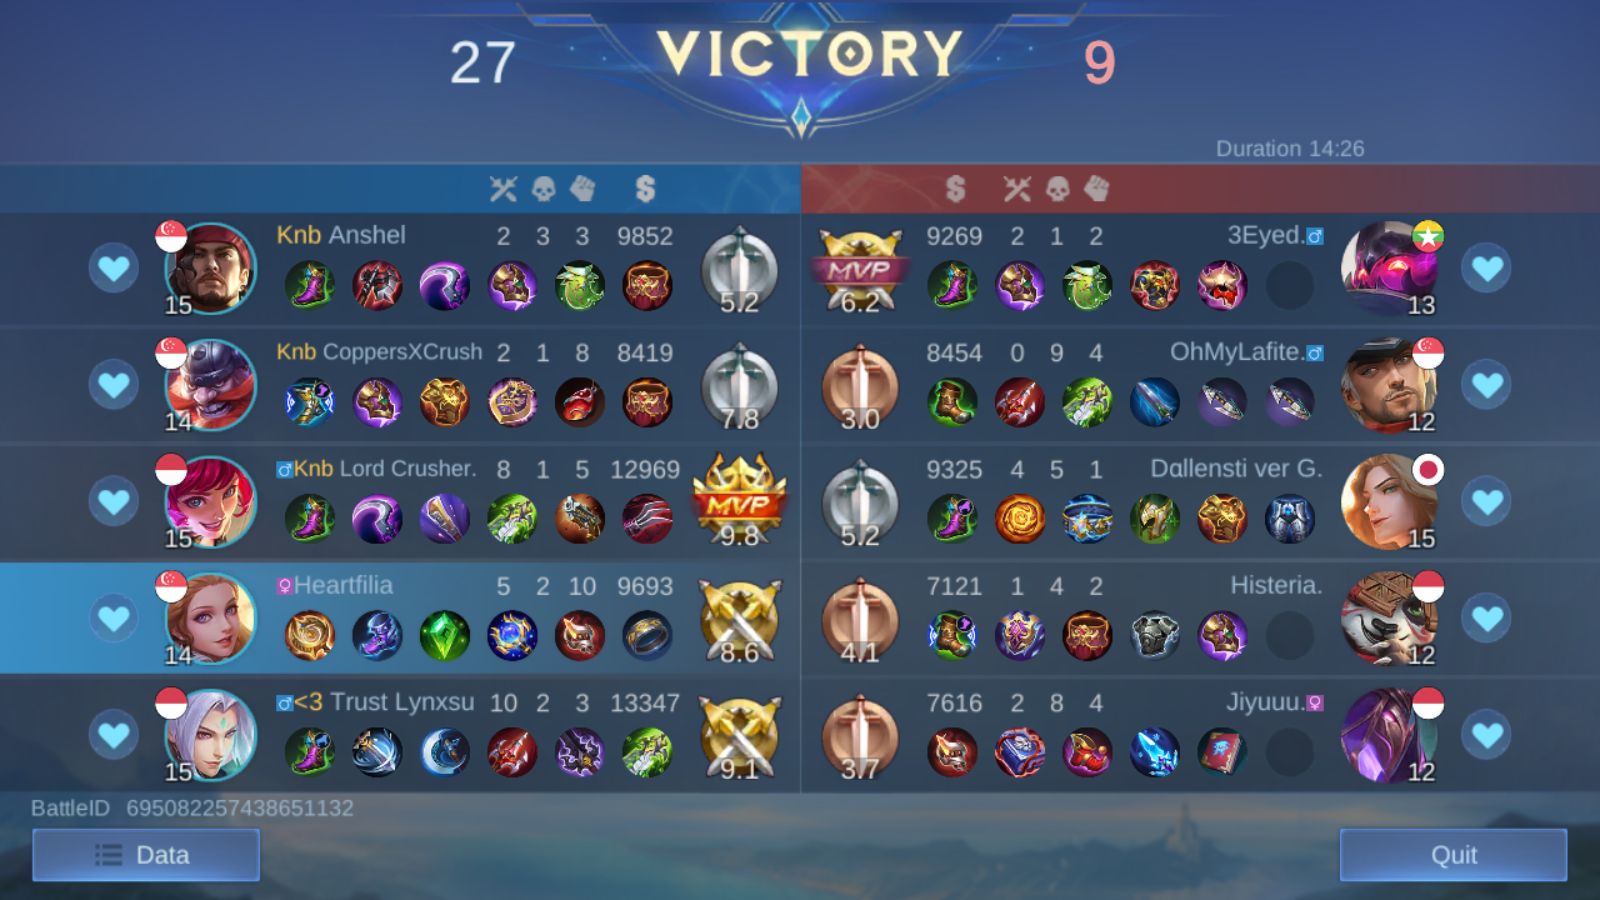 27 VICTORY 9
Duration 14:26
Knb Anshel 2 3 3 9852 5.2 15
MVP 6.2 9269 2 1 2 3Eyed. 13
Knb CoppersXCrush 2 1 8 8419 7.8 14
3.0 8454 0 9 4 OhMyLafite. 12
Knb Lord Crusher. 8 1 5 12969 MVP 9.8 15
5.2 9325 4 5 1 Dallensti ver G. 15
Heartfilia 5 2 10 9693 8.6 14
4.1 7121 1 4 2 Histeria. 12
<3 Trust Lynxsu 10 2 3 13347 9.1 15
3.7 7616 2 8 4 Jiyuuu. 12
BattleID 695082257438651132
Data Quit